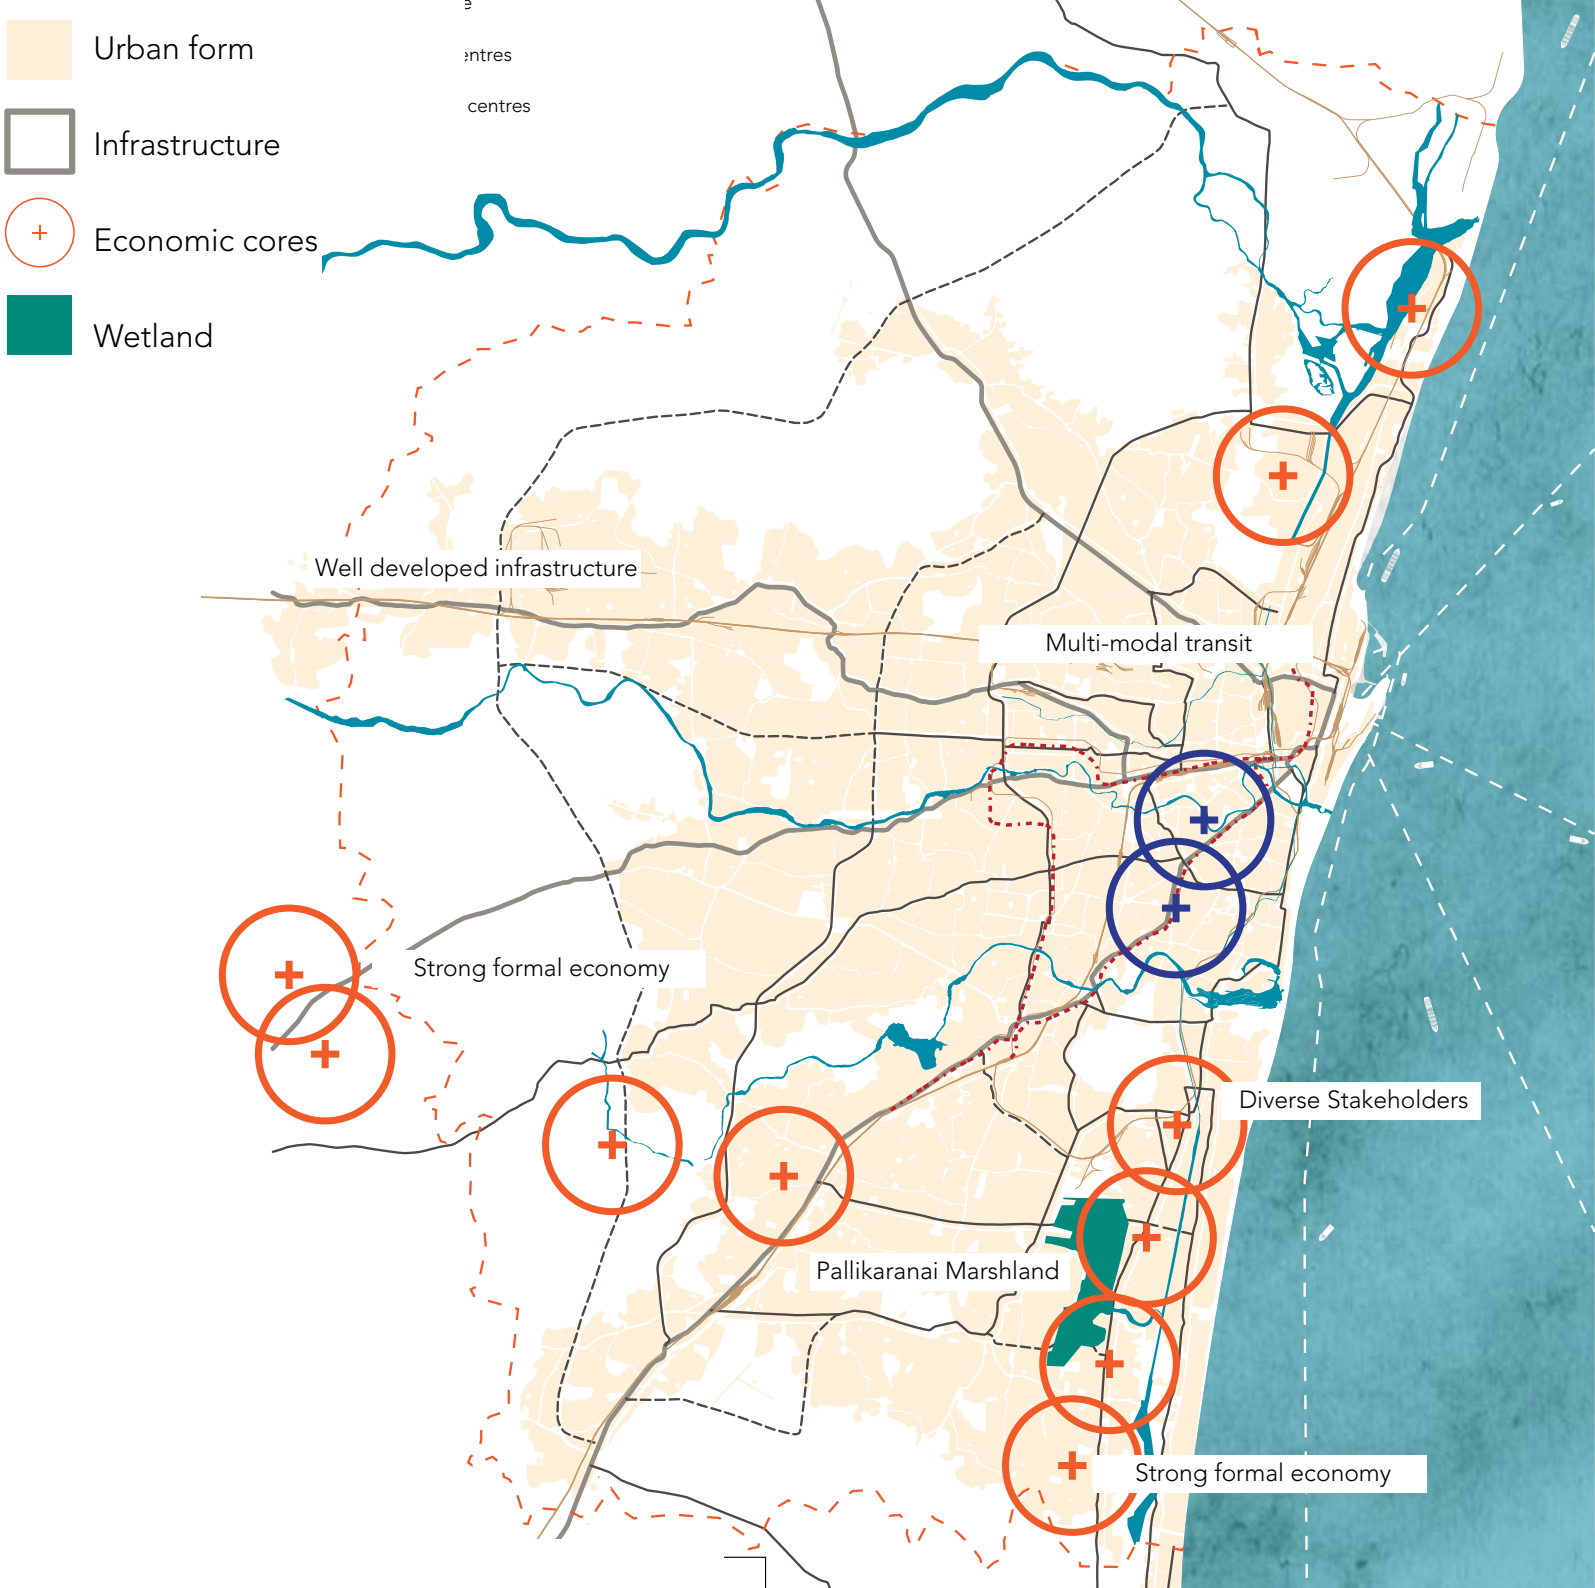 Urban form
entres
centres
Infrastructure
Economic cores
Wetland
Well developed infrastructure
Multi-modal transit
Strong formal economy
Diverse Stakeholders
Pallikaranai Marshland
Strong formal economy